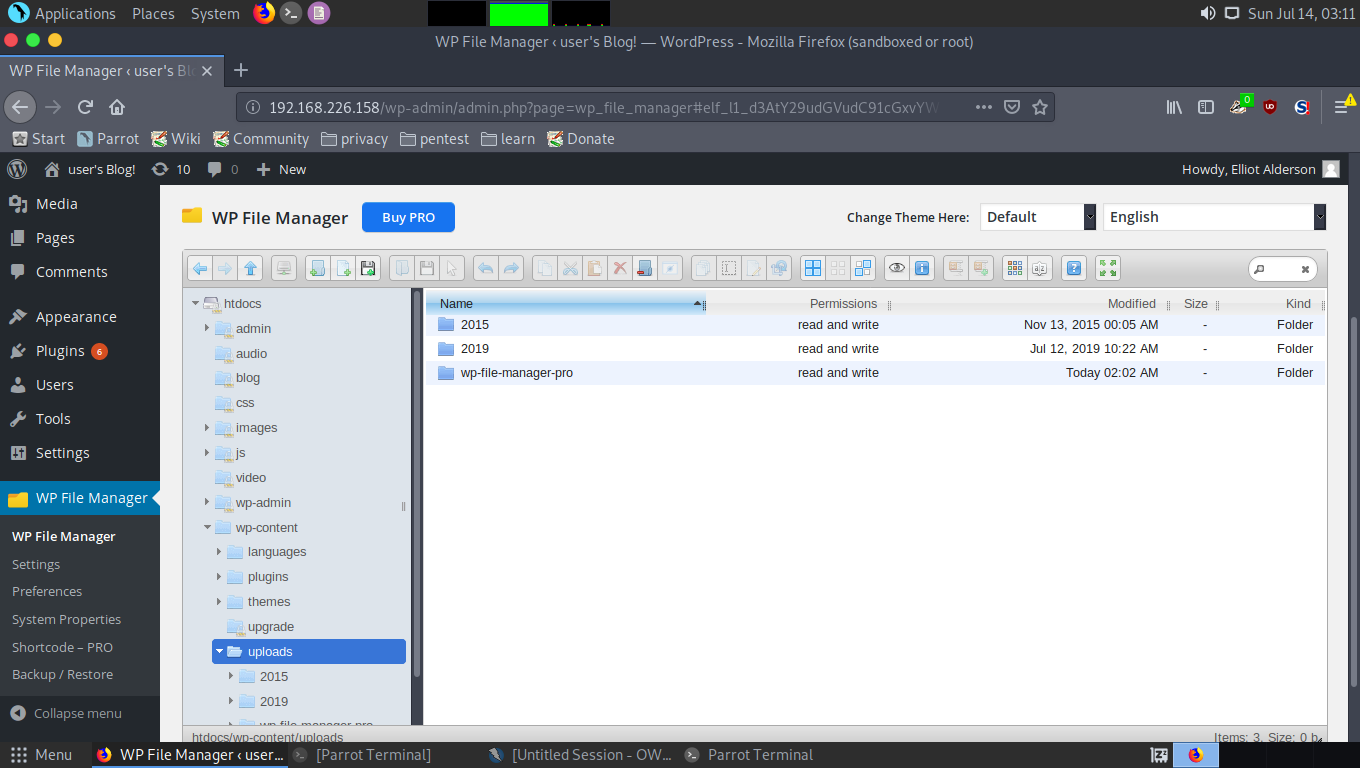 Applications Places System Sun Jul 14, 03:11
WP File Manager ‹ user's Blog! — WordPress - Mozilla Firefox (sandboxed or root)
WP File Manager ‹ user's Blo
192.168.226.158/wp-admin/admin.php?page=wp_file_manager#elf_l1_d3AtY29udGVudC91cGxvYW
0
Start Parrot Wiki Community privacy pentest learn Donate
user's Blog! 10 0 New Howdy, Elliot Alderson
Media
Pages
Comments
Appearance
Plugins 6
Users
Tools
Settings
WP File Manager
WP File Manager
Settings
Preferences
System Properties
Shortcode – PRO
Backup / Restore
Collapse menu
WP File Manager Buy PRO Change Theme Here: Default English
htdocs
admin
audio
blog
css
images
js
video
wp-admin
wp-content
languages
plugins
themes
upgrade
uploads
2015
2019
wp-file-manager-pro
Name Permissions Modified Size Kind
2015 read and write Nov 13, 2015 00:05 AM - Folder
2019 read and write Jul 12, 2019 10:22 AM - Folder
wp-file-manager-pro read and write Today 02:02 AM - Folder
htdocs/wp-content/uploads Items: 3, Size: 0 b
Menu WP File Manager ‹ user... [Parrot Terminal] [Untitled Session - OW... Parrot Terminal